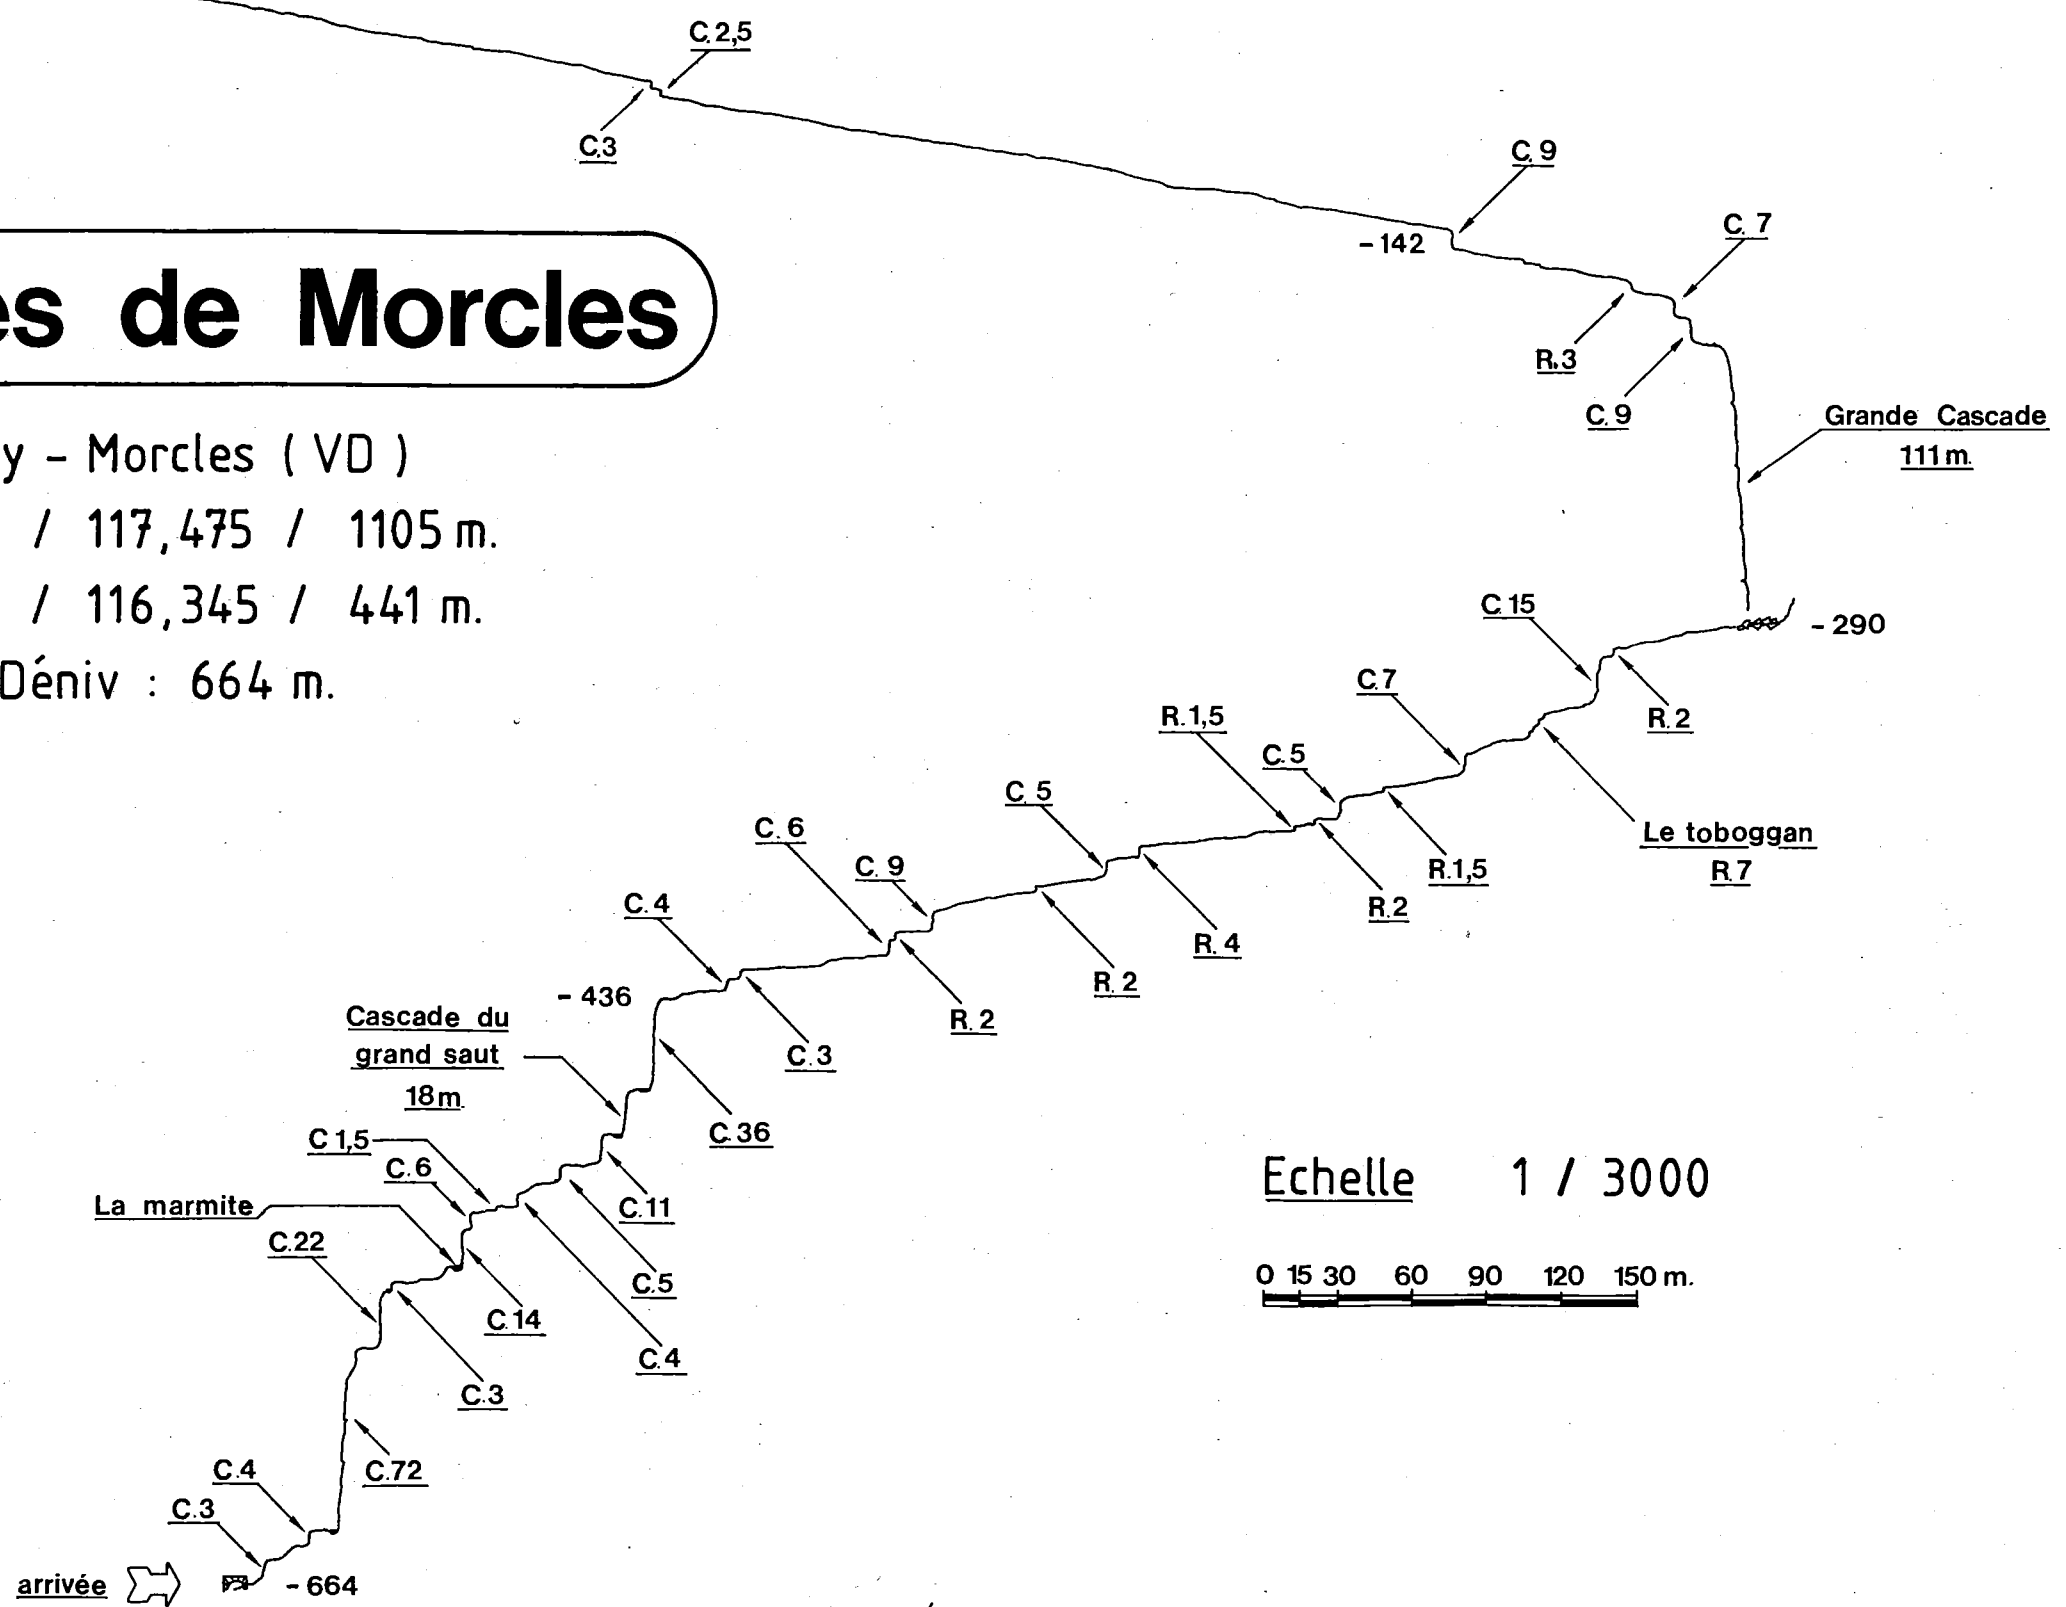 C. 2,5
C.3
C. 9
- 142
C. 7
es de Morcles
R. 3
C. 9
Grande Cascade
111 m.
y - Morcles ( VD )
/ 117,475 / 1105 m.
/ 116,345 / 441 m.
Déniv : 664 m.
C. 15
- 290
C. 7
R. 2
R. 1,5
C. 5
C. 5
C. 6
Le toboggan
R. 7
C. 9
R. 1,5
C. 4
R. 2
R. 4
R. 2
- 436
R. 2
Cascade du
grand saut
18 m.
C. 3
C. 36
C 1,5
C. 6
La marmite
C. 11
C. 22
C. 5
C. 14
C. 4
C. 3
Echelle 1 / 3000
0 15 30 60 90 120 150 m.
C. 72
C. 4
C. 3
arrivée
- 664